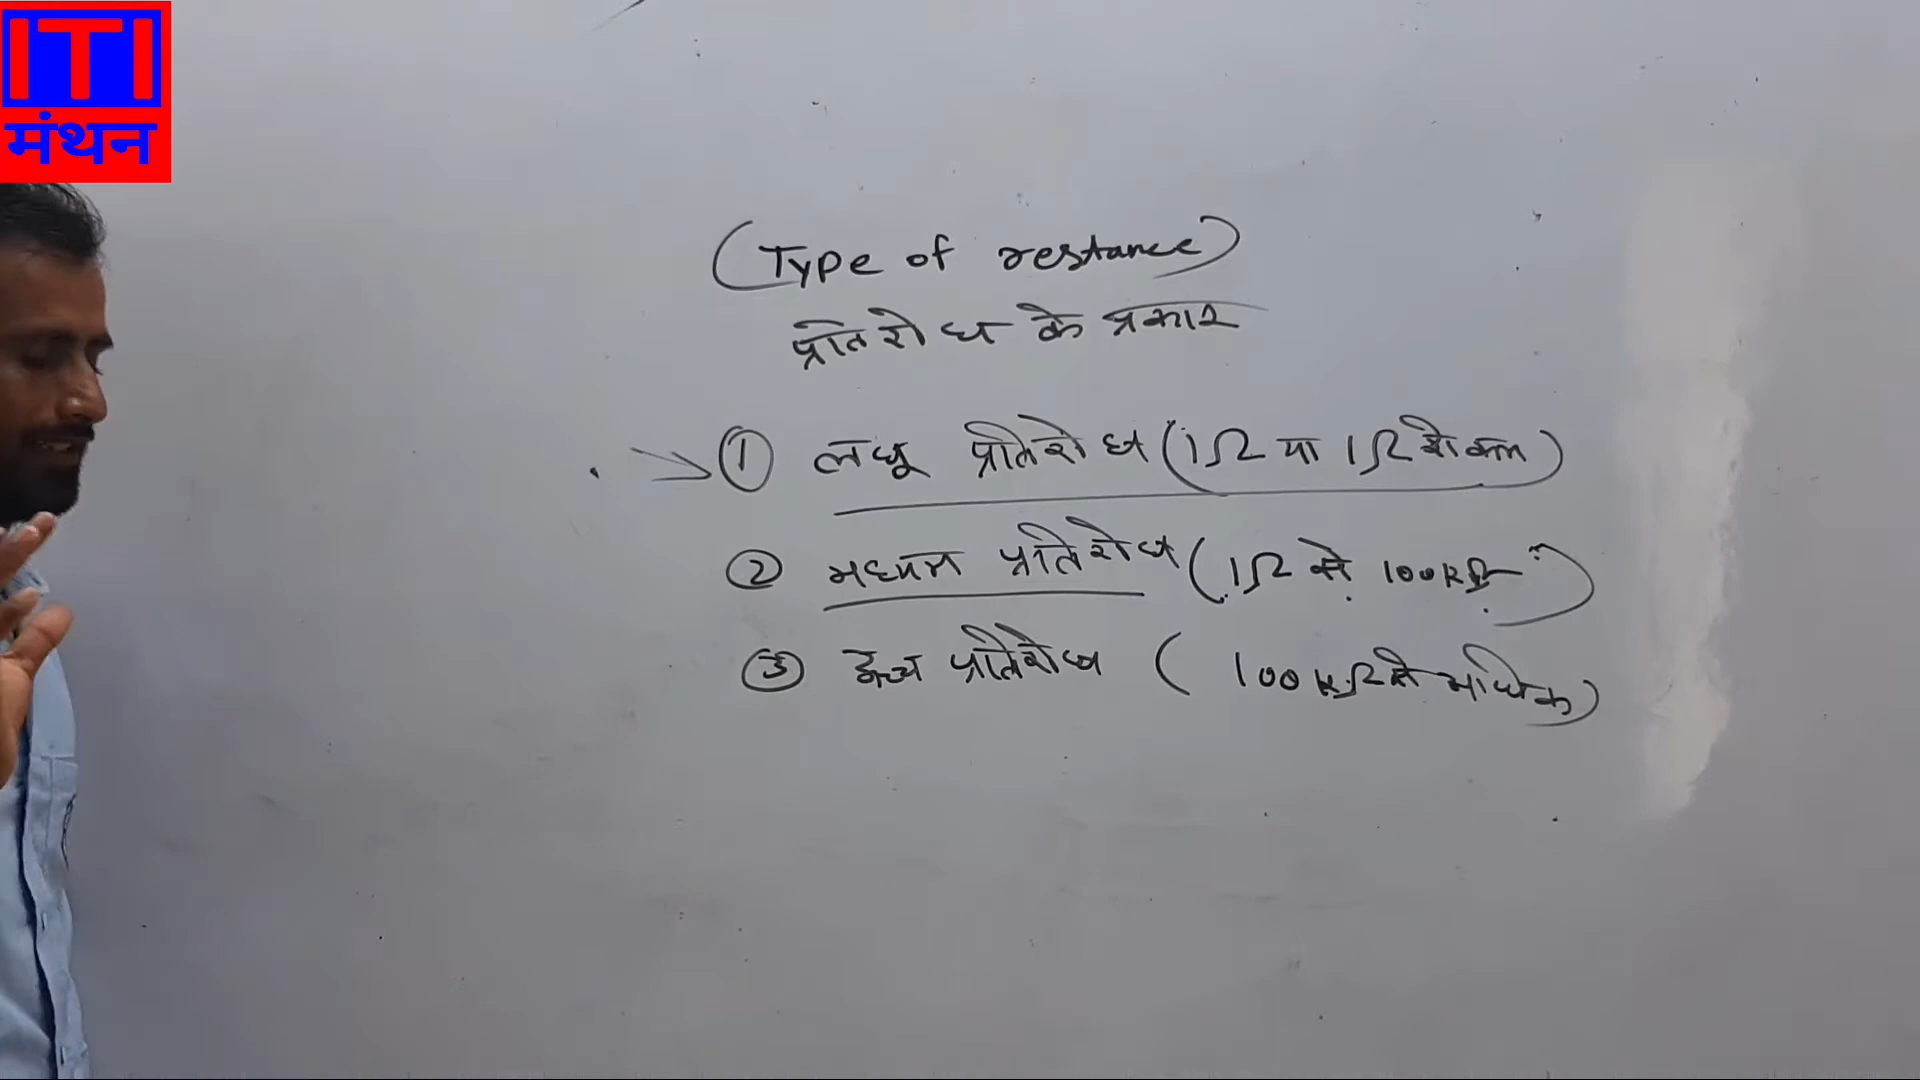 ITI
मंथन
(Type of restance)
प्रतिरोध के प्रकार
① लघु प्रतिरोध (1Ω या 1Ω से कम)
② मध्यम प्रतिरोध (1Ω से 100KΩ)
③ उच्च प्रतिरोध (100KΩ से अधिक)